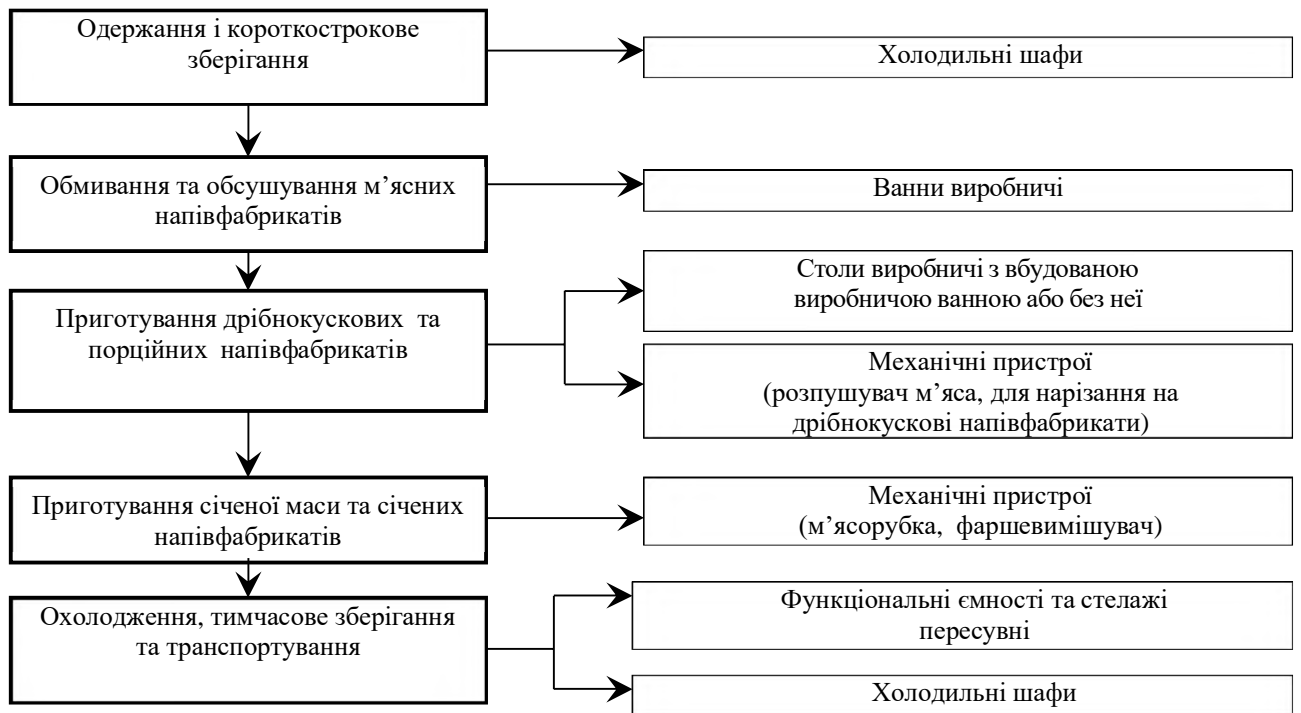 Одержання і короткострокове
зберігання
Холодильні шафи
Обмивання та обсушування м’ясних
напівфабрикатів
Ванни виробничі
Приготування дрібнокускових та
порційних напівфабрикатів
Столи виробничі з вбудованою
виробничою ванною або без неї
Механічні пристрої
(розпушувач м’яса, для нарізання на
дрібнокускові напівфабрикати)
Приготування січеної маси та січених
напівфабрикатів
Механічні пристрої
(м’ясорубка, фаршевимішувач)
Охолодження, тимчасове зберігання
та транспортування
Функціональні ємності та стелажі
пересувні
Холодильні шафи